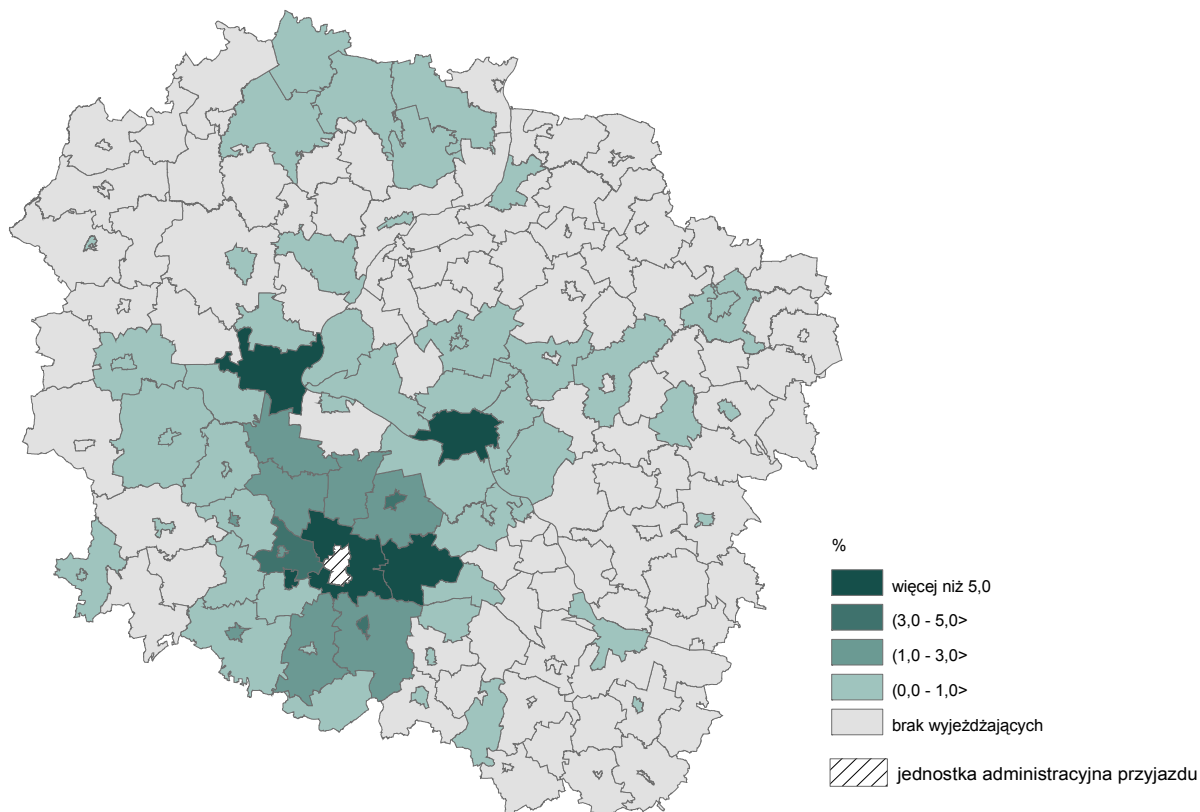 %
więcej niż 5,0
(3,0 - 5,0>
(1,0 - 3,0>
(0,0 - 1,0>
brak wyjeżdżających
jednostka administracyjna przyjazdu